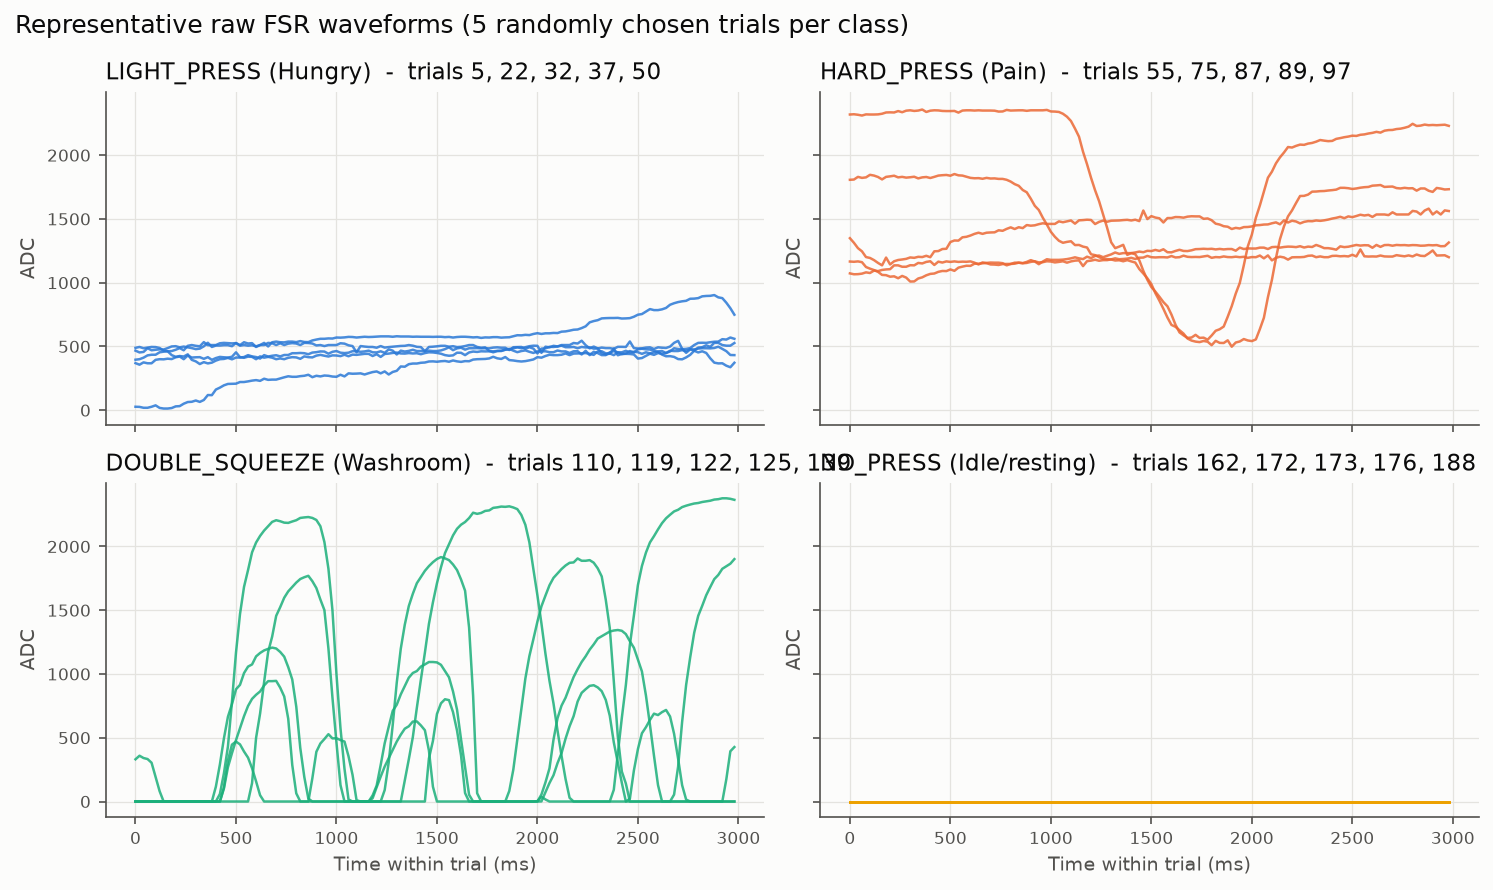 Representative raw FSR waveforms (5 randomly chosen trials per class)
LIGHT_PRESS (Hungry)  -  trials 5, 22, 32, 37, 50
HARD_PRESS (Pain)  -  trials 55, 75, 87, 89, 97
ADC
2000
1500
1000
500
0
ADC
DOUBLE_SQUEEZE (Washroom)  -  trials 110, 119, 122, 125, 139
NO_PRESS (Idle/resting)  -  trials 162, 172, 173, 176, 188
ADC
2000
1500
1000
500
0
0 500 1000 1500 2000 2500 3000
Time within trial (ms)
ADC
0 500 1000 1500 2000 2500 3000
Time within trial (ms)